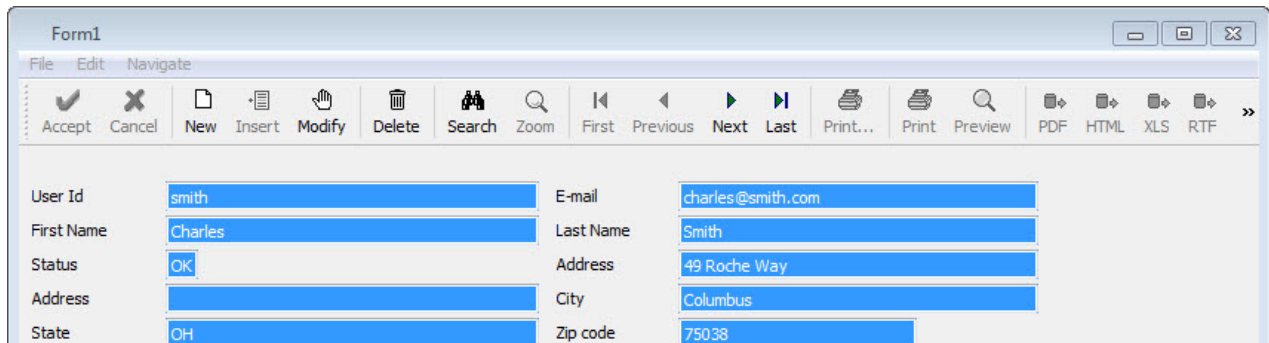 Form1
File Edit Navigate
Accept Cancel New Insert Modify Delete Search Zoom First Previous Next Last Print... Print Preview PDF HTML XLS RTF »
User Id smith E-mail charles@smith.com
First Name Charles Last Name Smith
Status OK Address 49 Roche Way
Address City Columbus
State OH Zip code 75038